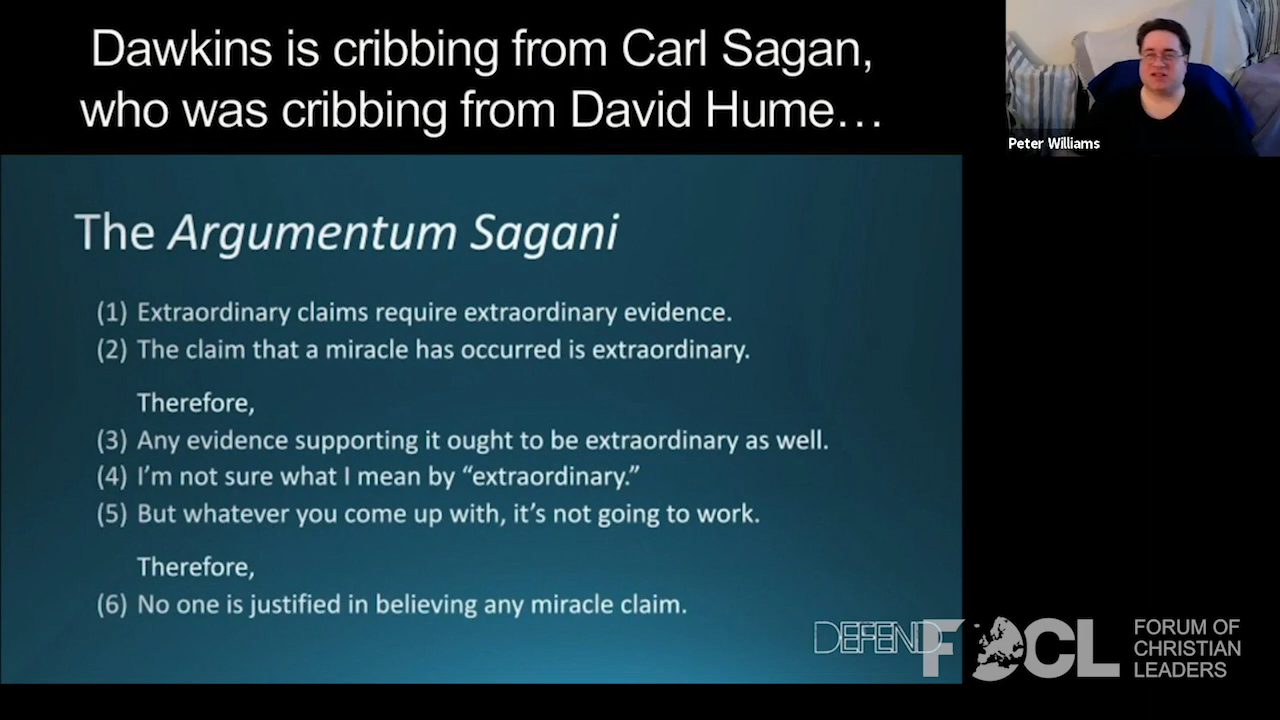 Dawkins is cribbing from Carl Sagan,
who was cribbing from David Hume…
Peter Williams
The Argumentum Sagani
(1) Extraordinary claims require extraordinary evidence.
(2) The claim that a miracle has occurred is extraordinary.
Therefore,
(3) Any evidence supporting it ought to be extraordinary as well.
(4) I’m not sure what I mean by “extraordinary.”
(5) But whatever you come up with, it’s not going to work.
Therefore,
(6) No one is justified in believing any miracle claim.
DEFEND
FOCL
FORUM OF
CHRISTIAN
LEADERS